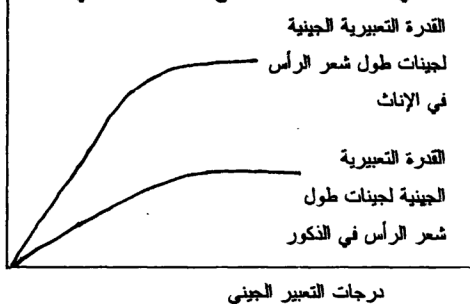 القدرة التعبيرية الجينية
لجينات طول شعر الرأس
في الإناث
القدرة التعبيرية
الجينية لجينات طول
شعر الرأس في الذكور
درجات التعبير الجيني